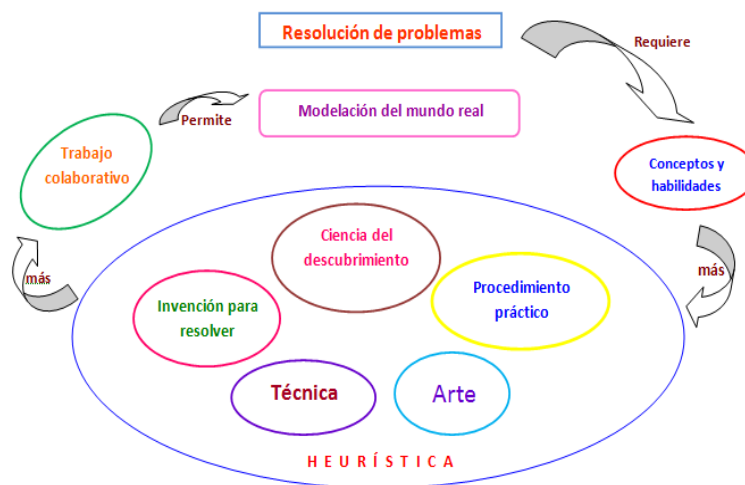 Resolución de problemas
Requiere
Permite
Modelación del mundo real
Trabajo
colaborativo
Conceptos y
habilidades
Ciencia del
descubrimiento
más
más
Procedimiento
práctico
Invención para
resolver
Técnica
Arte
HEURÍSTICA